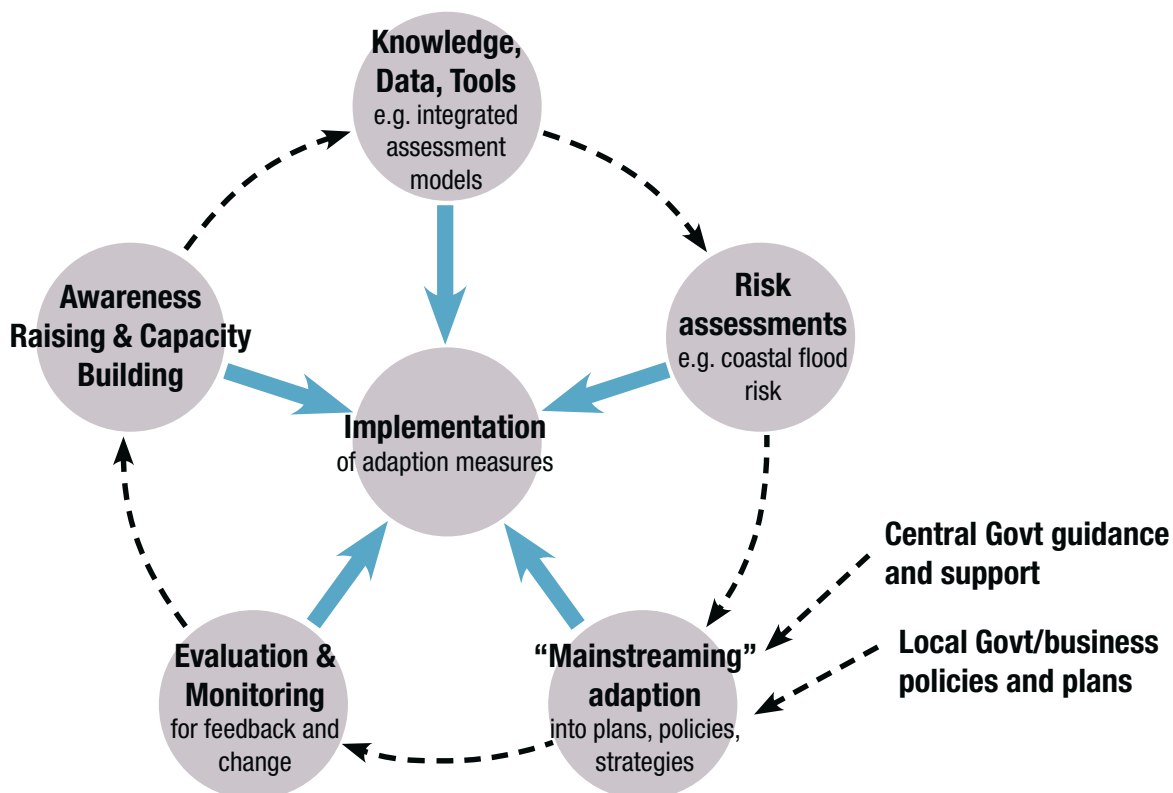 Knowledge,
Data, Tools
e.g. integrated
assessment
models
Risk
assessments
e.g. coastal flood
risk
Awareness
Raising & Capacity
Building
Implementation
of adaption measures
Central Govt guidance
and support
Local Govt/business
policies and plans
"Mainstreaming"
adaption
into plans, policies,
strategies
Evaluation &
Monitoring
for feedback and
change